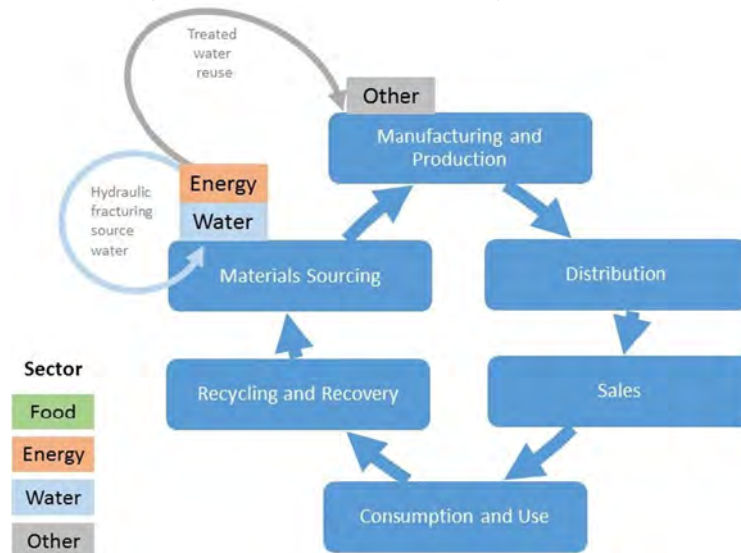 Treated
water
reuse
Other
Manufacturing and
Production
Hydraulic
fracturing
source
water
Energy
Water
Materials Sourcing
Distribution
Recycling and Recovery
Sales
Consumption and Use
Sector
Food
Energy
Water
Other